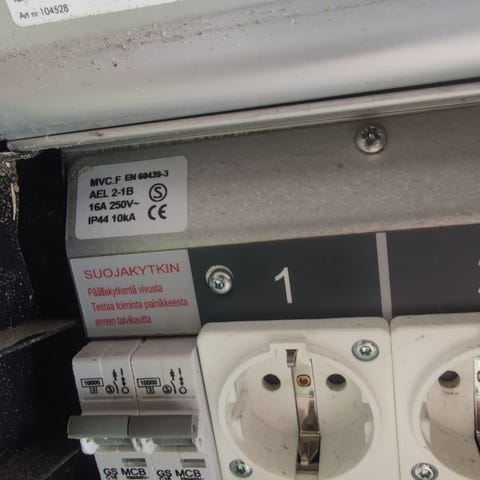 Art nr 104528
MVC.F EN 60439-3
AEL 2-1B
16A 250V~
IP44 10kA
SUOJAKYTKIN
Päällekytkentä vivusta
Testaa toiminta painikkeesta
ennen talvikautta
1
10000
10000
GS MCB
GS MCB